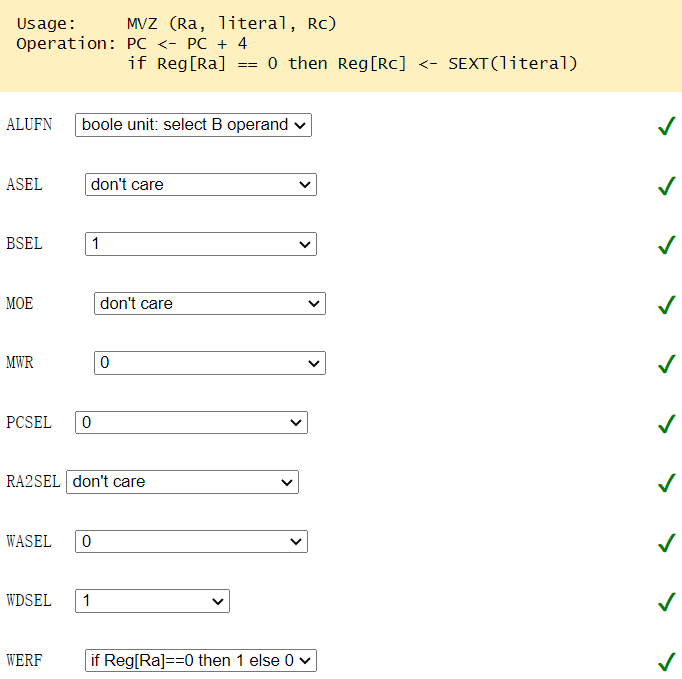 Usage: MVZ (Ra, literal, Rc)
Operation: PC <- PC + 4
if Reg[Ra] == 0 then Reg[Rc] <- SEXT(literal)
ALUFN boole unit: select B operand
ASEL don't care
BSEL 1
MOE don't care
MWR 0
PCSEL 0
RA2SEL don't care
WASEL 0
WDSEL 1
WERF if Reg[Ra]==0 then 1 else 0